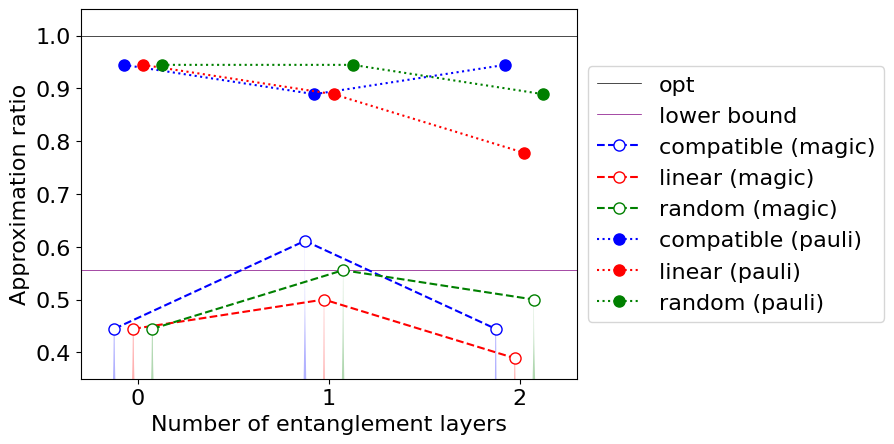 1.0
0.9
0.8
0.7
0.6
0.5
0.4
Approximation ratio
0
1
2
Number of entanglement layers
opt
lower bound
compatible (magic)
linear (magic)
random (magic)
compatible (pauli)
linear (pauli)
random (pauli)